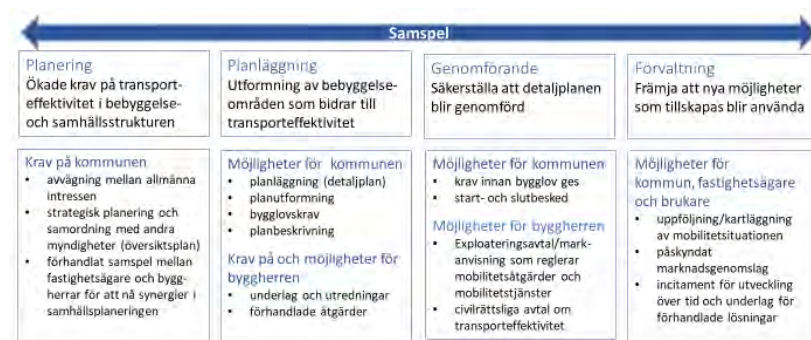 Samspel
Planering
Ökade krav på transport-
effektivitet i bebyggelse-
och samhällsstrukturen
Planläggning
Utformning av bebyggelse-
områden som bidrar till
transporteffektivitet
Genomförande
Säkerställa att detaljplanen
blir genomförd
Förvaltning
Främja att nya möjligheter
som tillskapas blir använda
Krav på kommunen
• avvägning mellan allmänna
intressen
• strategisk planering och
samordning med andra
myndigheter (översiktsplan)
• förhandlat samspel mellan
fastighetsägare och bygg-
herrar för att nå synergier i
samhällsplaneringen
Möjligheter för kommunen
• planläggning (detaljplan)
• planutformning
• bygglovskrav
• planbeskrivning
Krav på och möjligheter för
byggherren
• underlag och utredningar
• förhandlade åtgärder
Möjligheter för kommunen
• krav innan bygglov ges
• start- och slutbesked
Möjligheter för byggherren
• Exploateringsavtal/mark-
anvisning som reglerar
mobilitetsåtgärder och
mobilitetstjänster
• civilrättsliga avtal om
transporteffektivitet
Möjligheter för
kommun, fastighetsägare
och brukare
• uppföljning/kartläggning
av mobilitetsituationen
• påskyndat
marknadsgenomslag
• incitament för utveckling
över tid och underlag för
förhandlade lösningar